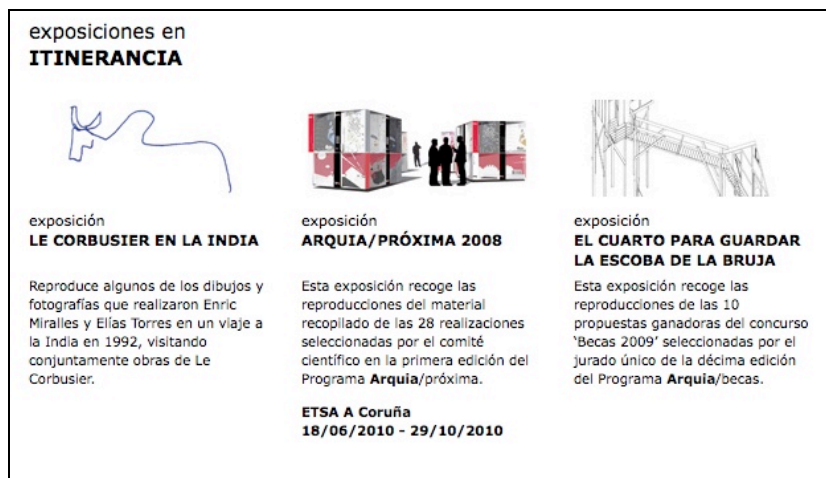 exposiciones en
ITINERANCIA
exposición
LE CORBUSIER EN LA INDIA
Reproduce algunos de los dibujos y
fotografías que realizaron Enric
Miralles y Elías Torres en un viaje a
la India en 1992, visitando
conjuntamente obras de Le
Corbusier.
exposición
ARQUIA/PRÓXIMA 2008
Esta exposición recoge las
reproducciones del material
recopilado de las 28 realizaciones
seleccionadas por el comité
científico en la primera edición del
Programa Arquia/próxima.
ETSA A Coruña
18/06/2010 - 29/10/2010
exposición
EL CUARTO PARA GUARDAR
LA ESCOBA DE LA BRUJA
Esta exposición recoge las
reproducciones de las 10
propuestas ganadoras del concurso
‘Becas 2009’ seleccionadas por el
jurado único de la décima edición
del Programa Arquia/becas.